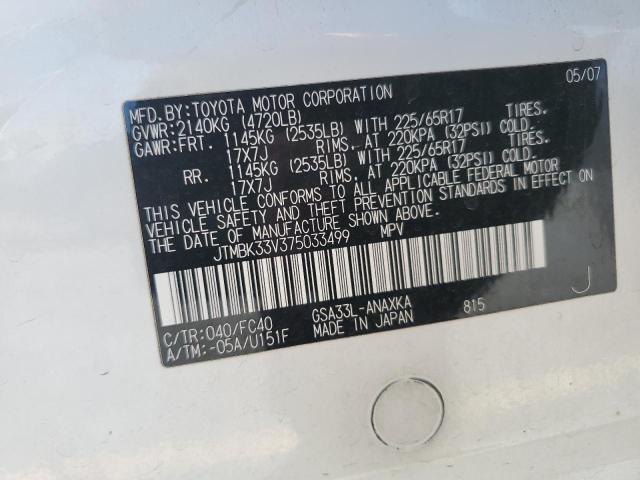 MFD.BY:TOYOTA MOTOR CORPORATION 05/07
GVWR:2140KG (4720LB)
GAWR:FRT. 1145KG (2535LB) WITH 225/65R17 TIRES.
17X7J RIMS. AT 220KPA (32PSI) COLD.
RR. 1145KG (2535LB) WITH 225/65R17 TIRES.
17X7J RIMS. AT 220KPA (32PSI) COLD.
THIS VEHICLE CONFORMS TO ALL APPLICABLE FEDERAL MOTOR
VEHICLE SAFETY AND THEFT PREVENTION STANDARDS IN EFFECT ON
THE DATE OF MANUFACTURE SHOWN ABOVE.
JTMBK33V375033499 MPV
J
C/TR:040/FC40 GSA33L-ANAXKA 815
A/TM:-05A/U151F MADE IN JAPAN